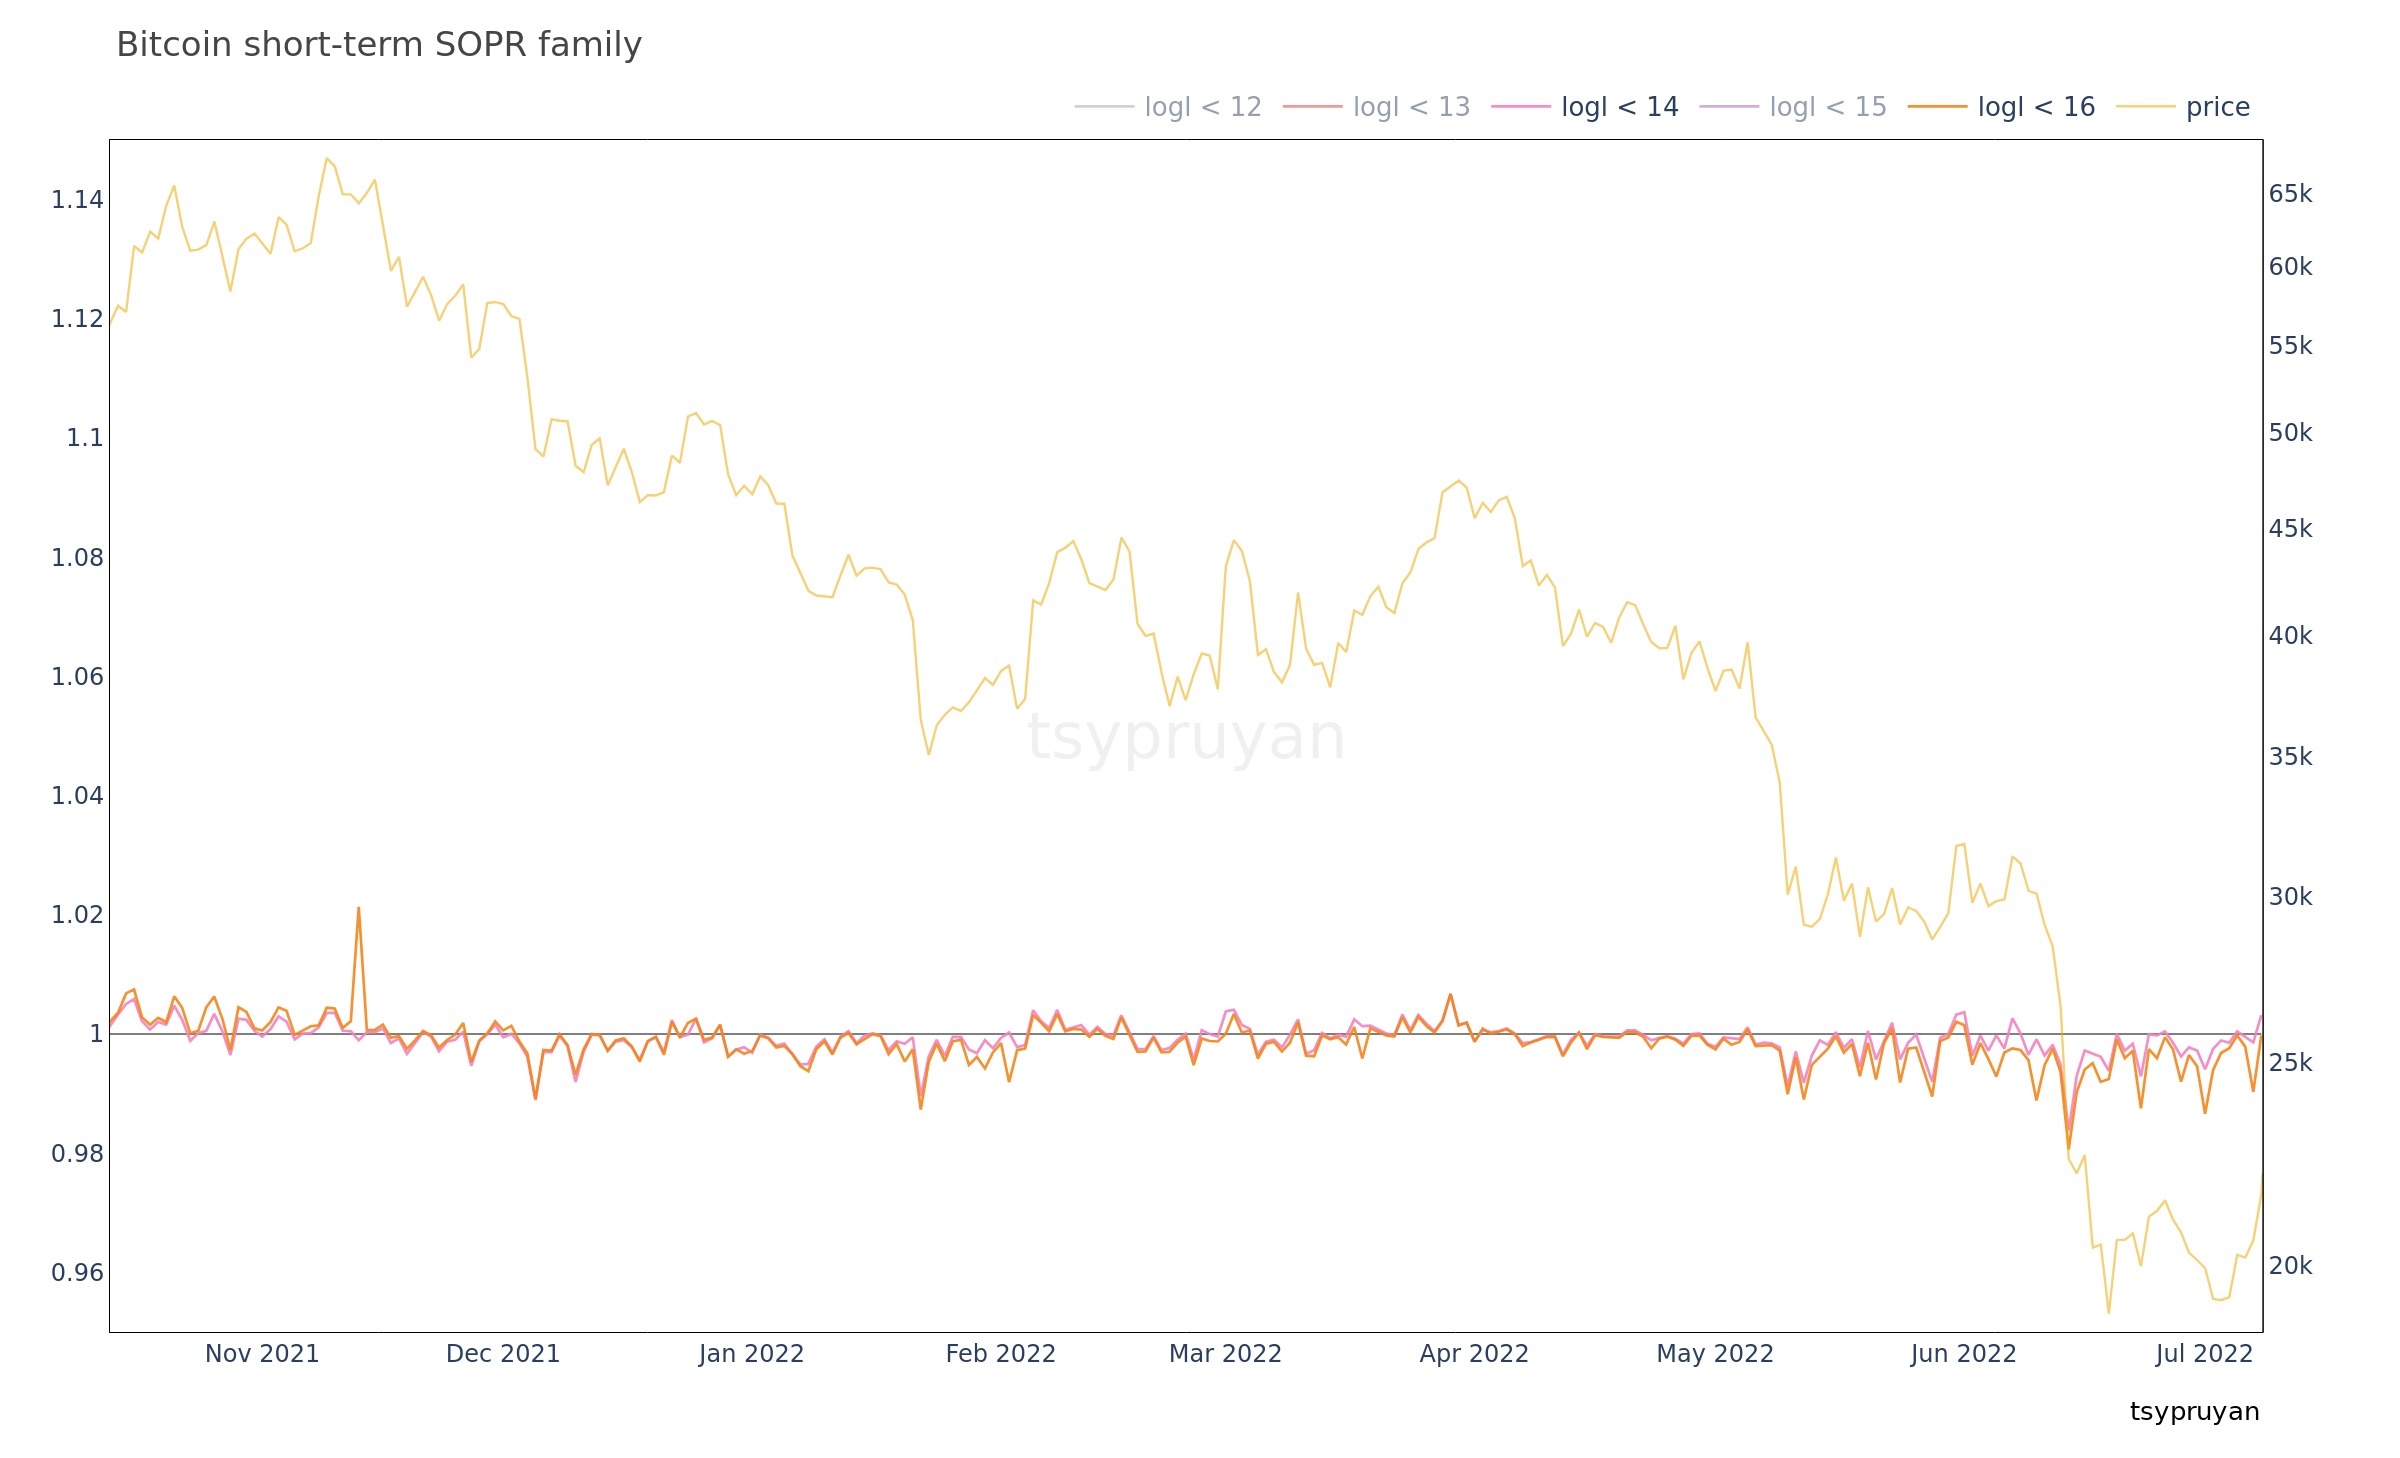 Bitcoin short-term SOPR family
logl < 12 logl < 13 logl < 14 logl < 15 logl < 16 price
1.14 65k
60k
1.12
55k
1.1 50k
45k
1.08
40k
1.06
tsypruyan
35k
1.04
1.02
30k
1
25k
0.98
0.96 20k
Nov 2021 Dec 2021 Jan 2022 Feb 2022 Mar 2022 Apr 2022 May 2022 Jun 2022 Jul 2022
tsypruyan